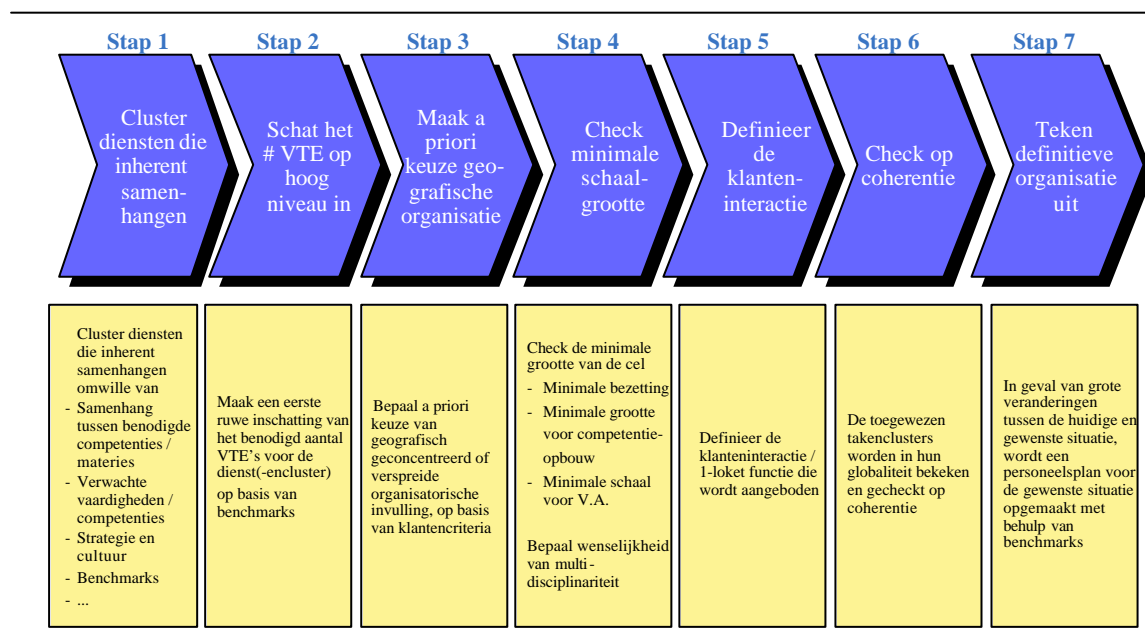 Stap 1
Stap 2
Stap 3
Stap 4
Stap 5
Stap 6
Stap 7
Cluster
diensten die
inherent
samen-
hangen
Schat het
# VTE op
hoog
niveau in
Maak a
priori
keuze geo-
grafische
organisatie
Check
minimale
schaal-
grootte
Definieer
de
klanten-
interactie
Check op
coherentie
Teken
definitieve
organisatie
uit
Cluster diensten
die inherent
samenhangen
omwille van
- Samenhang
tussen benodigde
competenties /
materies
- Verwachte
vaardigheden /
competenties
- Strategie en
cultuur
- Benchmarks
- ...
Maak een eerste
ruwe inschatting van
het benodigd aantal
VTE's voor de
dienst(-encluster)
op basis van
benchmarks
Bepaal a priori
keuze van
geografisch
geconcentreerd of
verspreide
organisatorische
invulling, op basis
van klantencriteria
Check de minimale
grootte van de cel
- Minimale bezetting
- Minimale grootte
voor competentie-
opbouw
- Minimale schaal
voor V.A.
Bepaal wenselijkheid
van multi-
disciplinariteit
Definieer de
klanteninteractie /
1-loket functie die
wordt aangeboden
De toegewezen
takenclusters
worden in hun
globaliteit bekeken
en gecheckt op
coherentie
In geval van grote
veranderingen
tussen de huidige en
gewenste situatie,
wordt een
personeelsplan voor
de gewenste situatie
opgemaakt met
behulp van
benchmarks